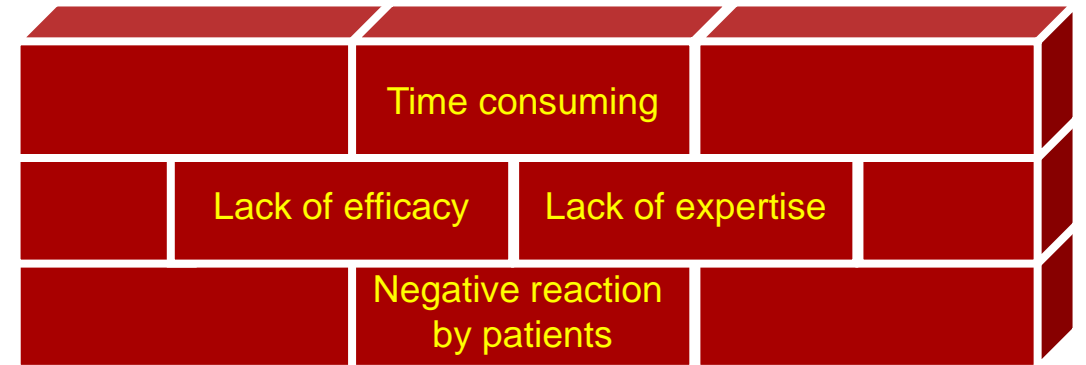 Time consuming
Lack of efficacy
Lack of expertise
Negative reaction
by patients